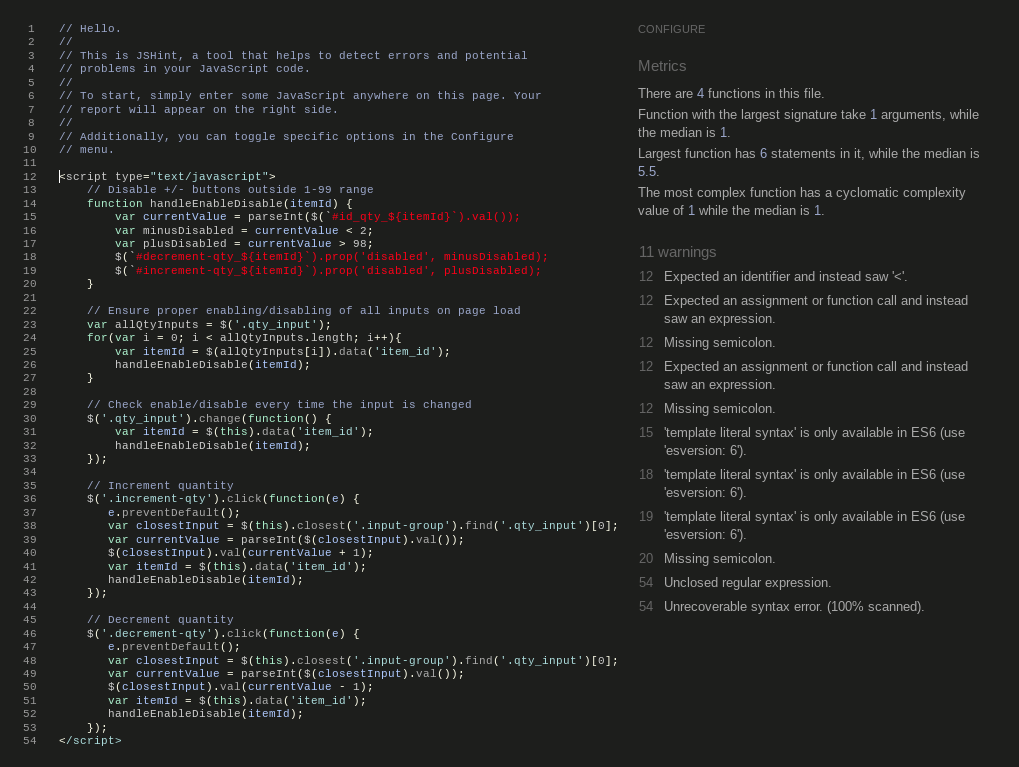 1 // Hello.
2 //
3 // This is JSHint, a tool that helps to detect errors and potential
4 // problems in your JavaScript code.
5 //
6 // To start, simply enter some JavaScript anywhere on this page. Your
7 // report will appear on the right side.
8 //
9 // Additionally, you can toggle specific options in the Configure
10 // menu.
11
12 <script type="text/javascript">
13     // Disable +/- buttons outside 1-99 range
14     function handleEnableDisable(itemId) {
15         var currentValue = parseInt($(`#id_qty_${itemId}`).val());
16         var minusDisabled = currentValue < 2;
17         var plusDisabled = currentValue > 98;
18         $(`#decrement-qty_${itemId}`).prop('disabled', minusDisabled);
19         $(`#increment-qty_${itemId}`).prop('disabled', plusDisabled);
20     }
21
22     // Ensure proper enabling/disabling of all inputs on page load
23     var allQtyInputs = $('.qty_input');
24     for(var i = 0; i < allQtyInputs.length; i++){
25         var itemId = $(allQtyInputs[i]).data('item_id');
26         handleEnableDisable(itemId);
27     }
28
29     // Check enable/disable every time the input is changed
30     $('.qty_input').change(function() {
31         var itemId = $(this).data('item_id');
32         handleEnableDisable(itemId);
33     });
34
35     // Increment quantity
36     $('.increment-qty').click(function(e) {
37        e.preventDefault();
38        var closestInput = $(this).closest('.input-group').find('.qty_input')[0];
39        var currentValue = parseInt($(closestInput).val());
40        $(closestInput).val(currentValue + 1);
41        var itemId = $(this).data('item_id');
42        handleEnableDisable(itemId);
43     });
44
45     // Decrement quantity
46     $('.decrement-qty').click(function(e) {
47        e.preventDefault();
48        var closestInput = $(this).closest('.input-group').find('.qty_input')[0];
49        var currentValue = parseInt($(closestInput).val());
50        $(closestInput).val(currentValue - 1);
51        var itemId = $(this).data('item_id');
52        handleEnableDisable(itemId);
53     });
54 </script>
CONFIGURE
Metrics
There are 4 functions in this file.
Function with the largest signature take 1 arguments, while
the median is 1.
Largest function has 6 statements in it, while the median is
5.5.
The most complex function has a cyclomatic complexity
value of 1 while the median is 1.
11 warnings
12 Expected an identifier and instead saw '<'.
12 Expected an assignment or function call and instead
saw an expression.
12 Missing semicolon.
12 Expected an assignment or function call and instead
saw an expression.
12 Missing semicolon.
15 'template literal syntax' is only available in ES6 (use
'esversion: 6').
18 'template literal syntax' is only available in ES6 (use
'esversion: 6').
19 'template literal syntax' is only available in ES6 (use
'esversion: 6').
20 Missing semicolon.
54 Unclosed regular expression.
54 Unrecoverable syntax error. (100% scanned).